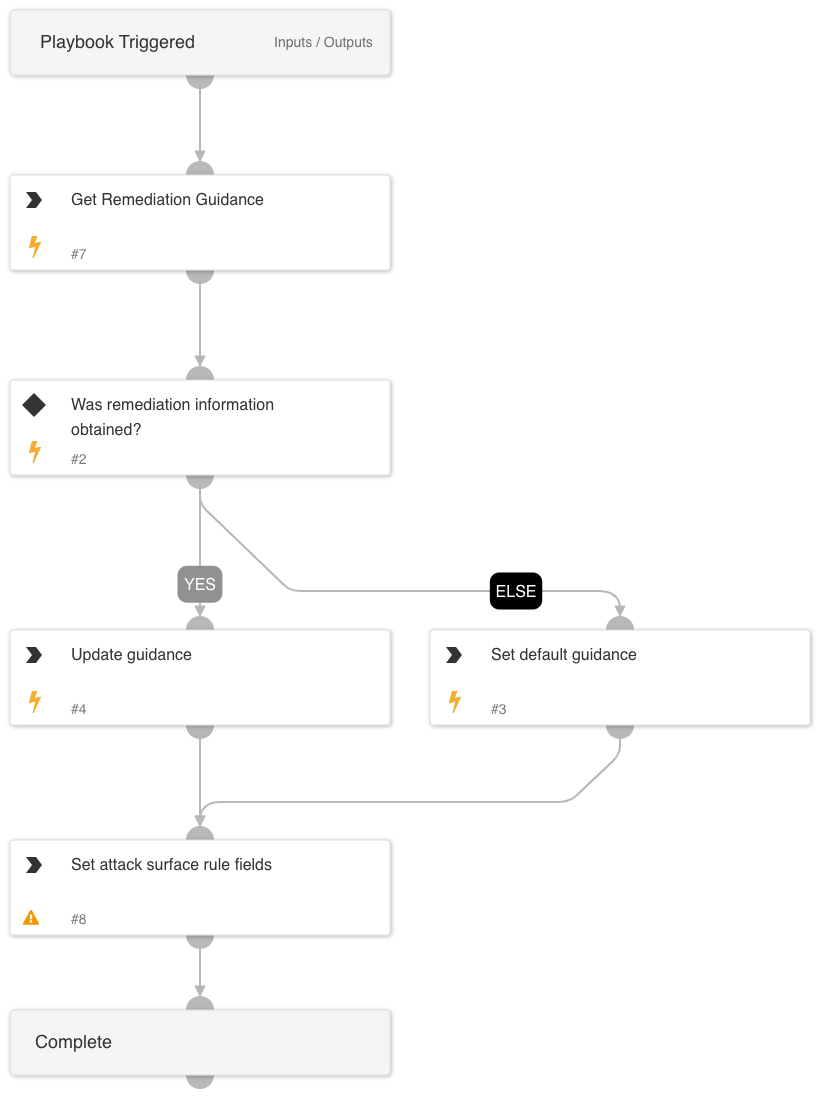 Playbook Triggered
Inputs / Outputs
Get Remediation Guidance
#7
Was remediation information
obtained?
#2
YES
ELSE
Update guidance
#4
Set default guidance
#3
Set attack surface rule fields
#8
Complete